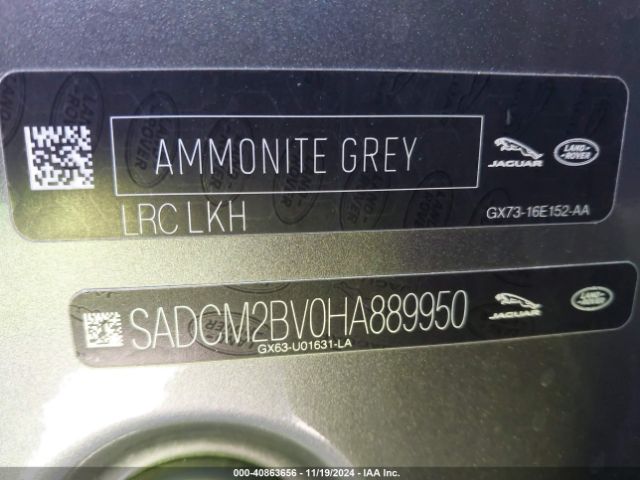 AMMONITE GREY
JAGUAR
LAND-
ROVER
LRC LKH
GX73-16E152-AA
SADCM2BV0HA889950
GX63-U01631-LA
000-40863656 - 11/19/2024 - IAA Inc.